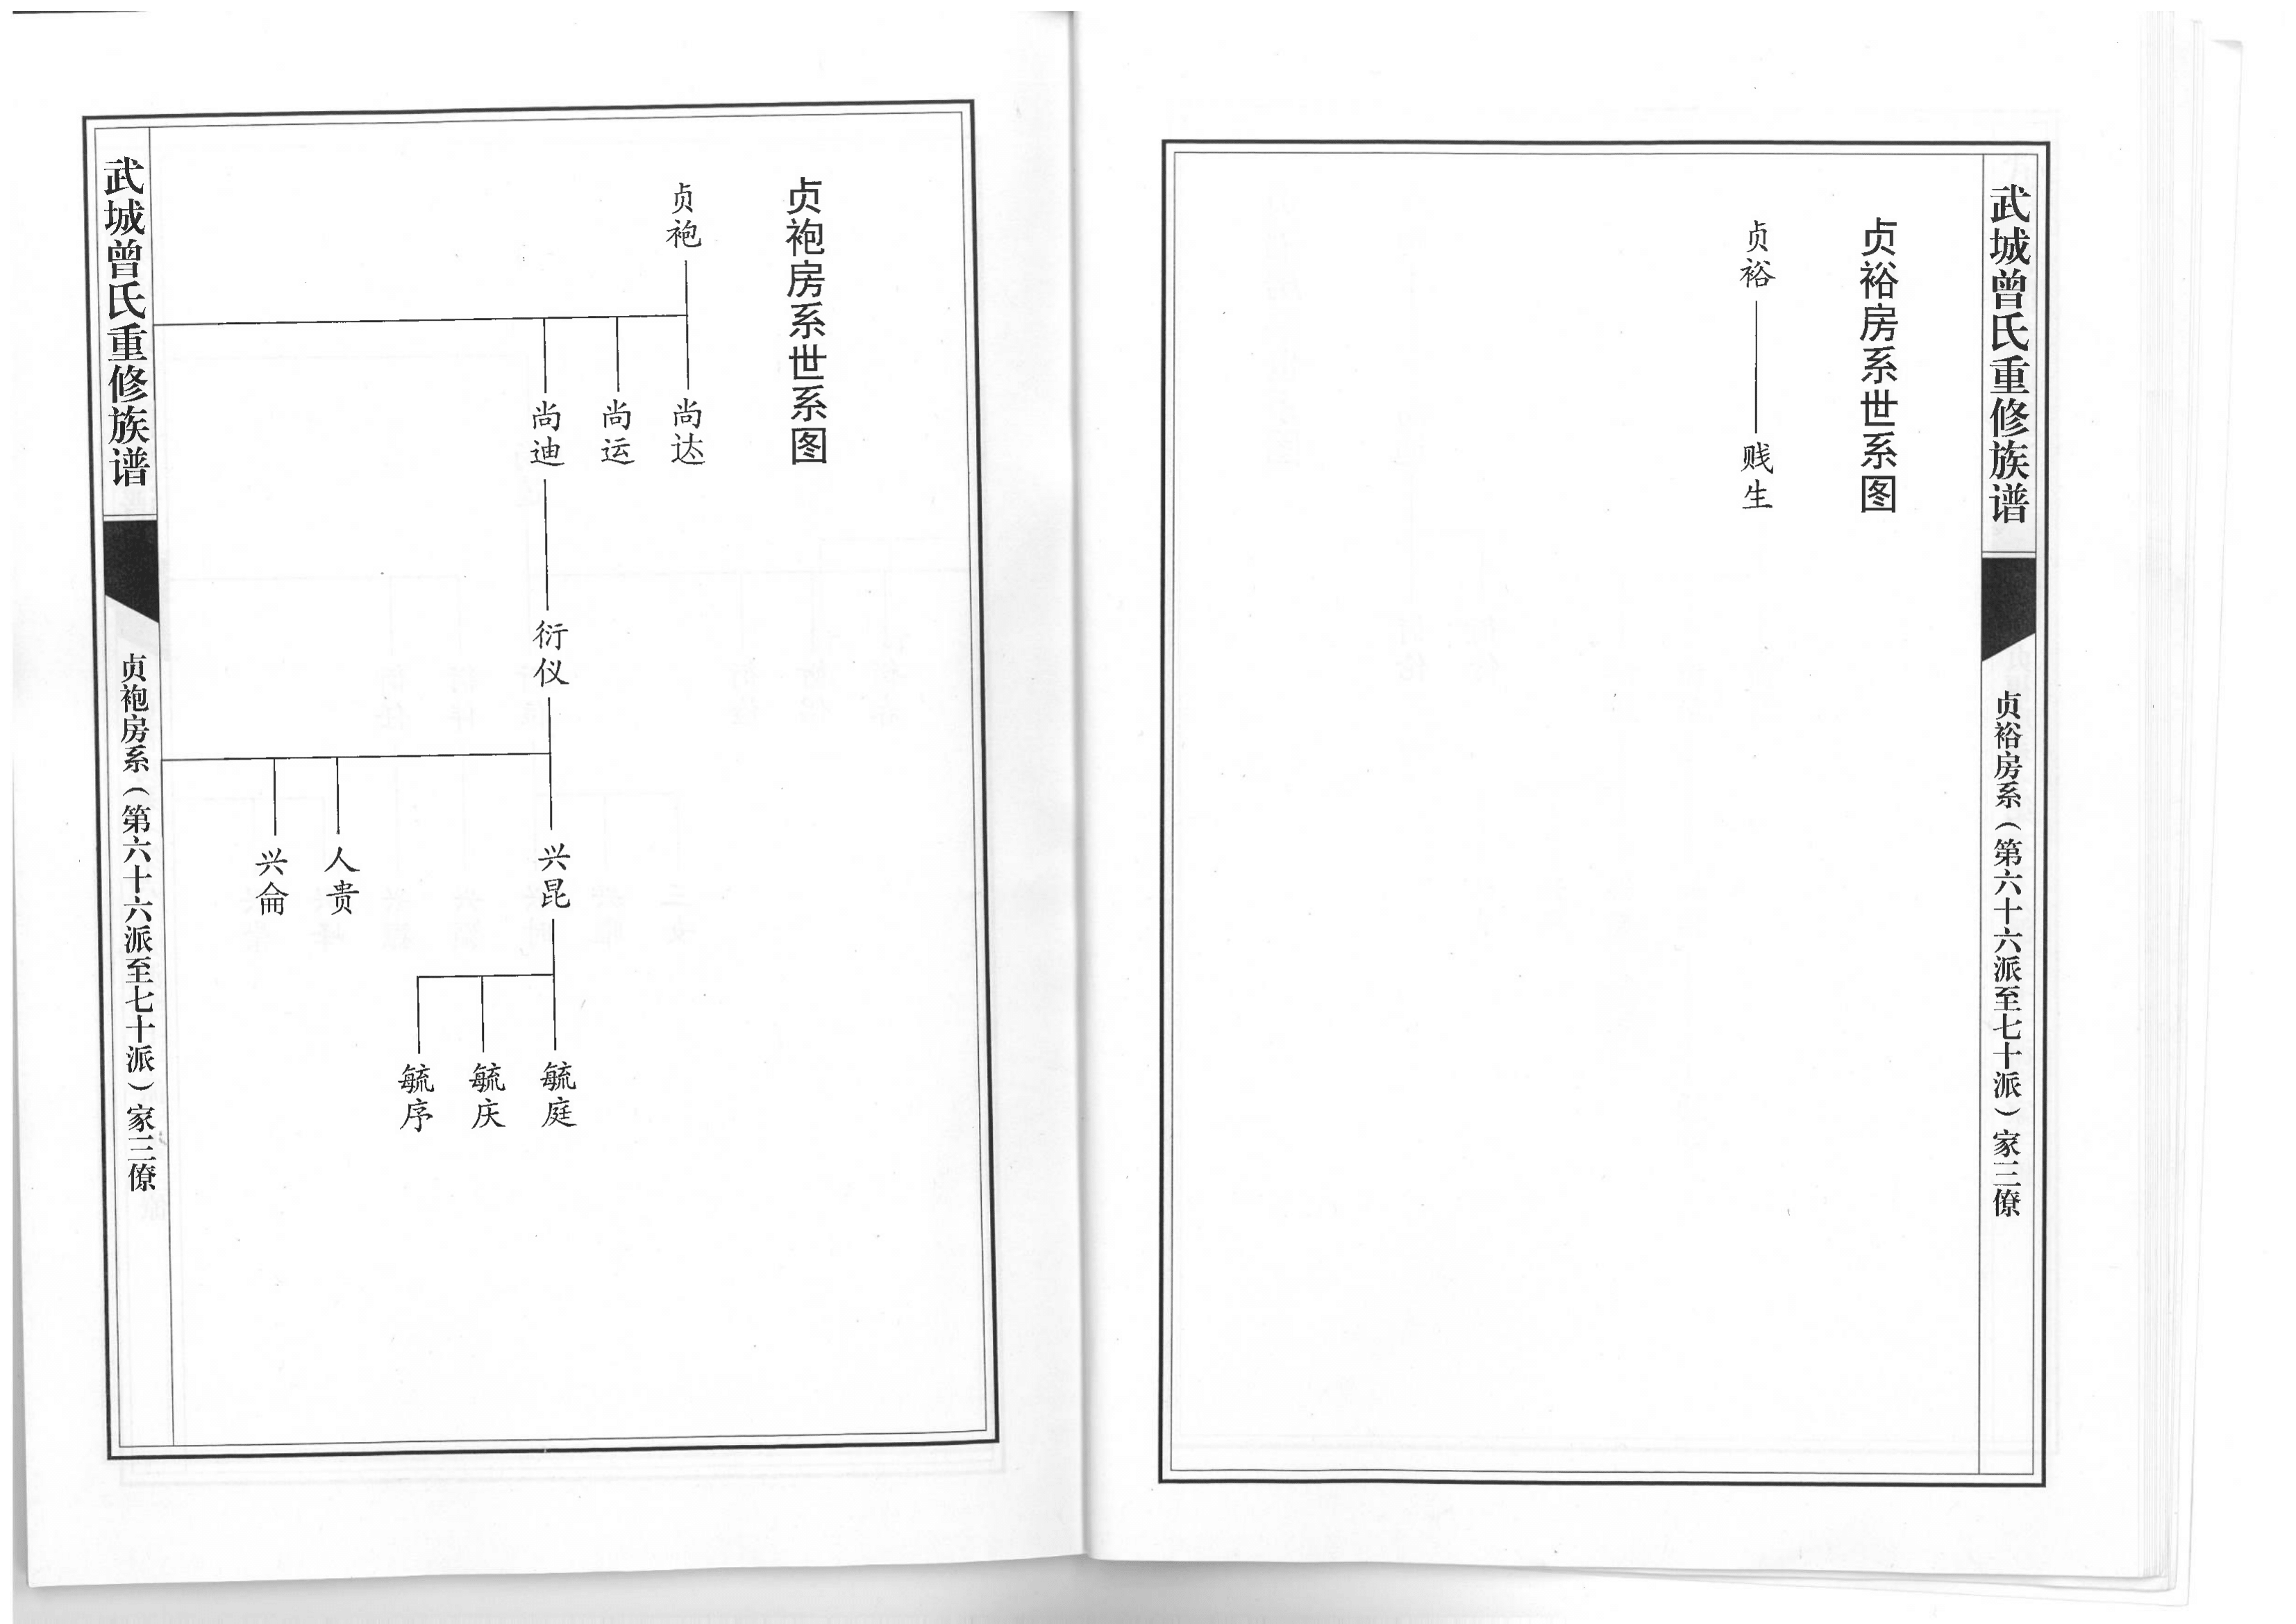 武城曾氏重修族谱
贞裕房系（第六十六派至七十派）家三僚
贞裕房系世系图
贞裕
贱生
贞袍房系世系图
贞袍
尚达
尚运
尚迪
衍仪
兴昆
人贵
兴侖
毓庭
毓庆
毓序
武城曾氏重修族谱
贞袍房系（第六十六派至七十派）家三僚